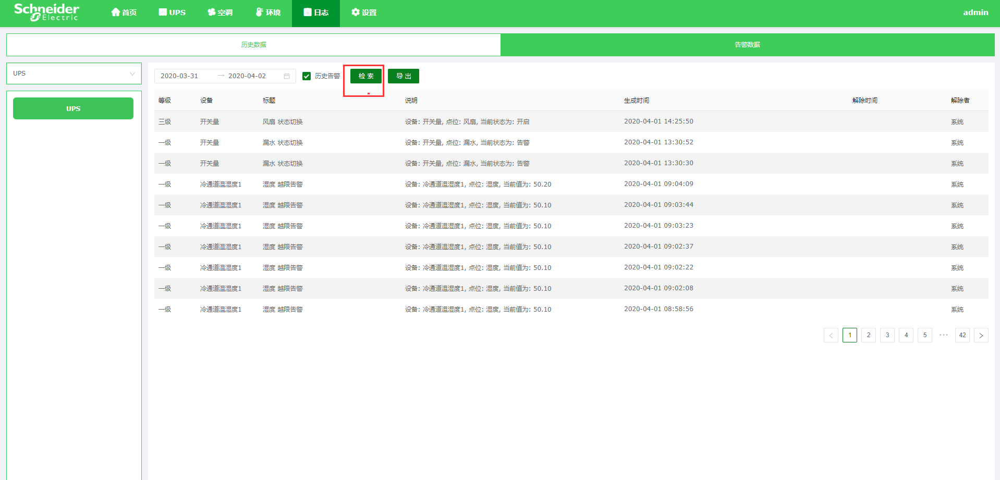 Schneider Electric
首页 UPS 空调 环境 日志 设置 admin
历史数据 告警数据
UPS
UPS
2020-03-31 → 2020-04-02 历史告警 检 索 导 出
等级 设备 标题 说明 生成时间 解除时间 解除者
三级 开关量 风扇 状态切换 设备: 开关量, 点位: 风扇, 当前状态为: 开启 2020-04-01 14:25:50 系统
一级 开关量 漏水 状态切换 设备: 开关量, 点位: 漏水, 当前状态为: 告警 2020-04-01 13:30:52 系统
一级 开关量 漏水 状态切换 设备: 开关量, 点位: 漏水, 当前状态为: 告警 2020-04-01 13:30:30 系统
一级 冷通道温湿度1 湿度 越限告警 设备: 冷通道温湿度1, 点位: 湿度, 当前值为: 50.20 2020-04-01 09:04:09 系统
一级 冷通道温湿度1 湿度 越限告警 设备: 冷通道温湿度1, 点位: 湿度, 当前值为: 50.10 2020-04-01 09:03:44 系统
一级 冷通道温湿度1 湿度 越限告警 设备: 冷通道温湿度1, 点位: 湿度, 当前值为: 50.10 2020-04-01 09:03:23 系统
一级 冷通道温湿度1 湿度 越限告警 设备: 冷通道温湿度1, 点位: 湿度, 当前值为: 50.10 2020-04-01 09:02:37 系统
一级 冷通道温湿度1 湿度 越限告警 设备: 冷通道温湿度1, 点位: 湿度, 当前值为: 50.10 2020-04-01 09:02:22 系统
一级 冷通道温湿度1 湿度 越限告警 设备: 冷通道温湿度1, 点位: 湿度, 当前值为: 50.10 2020-04-01 09:02:08 系统
一级 冷通道温湿度1 湿度 越限告警 设备: 冷通道温湿度1, 点位: 湿度, 当前值为: 50.10 2020-04-01 08:58:56 系统
< 1 2 3 4 5 ••• 42 >